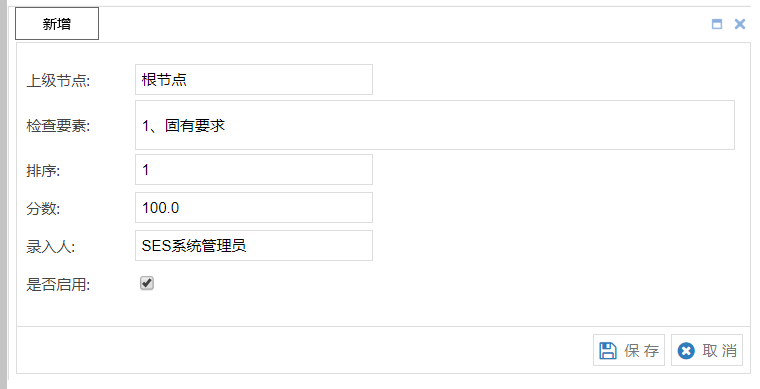 新增
上级节点: 根节点
检查要素: 1、固有要求
排序: 1
分数: 100.0
录入人: SES系统管理员
是否启用:
保存 取消